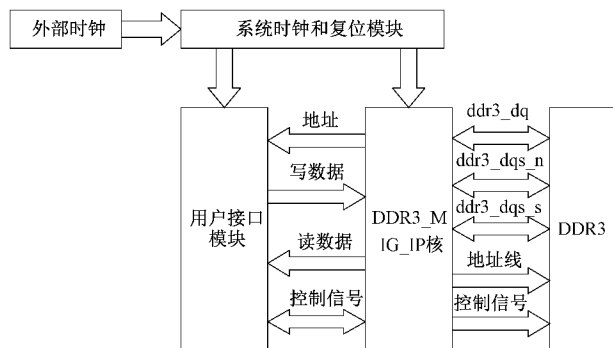 外部时钟
系统时钟和复位模块
地址
写数据
读数据
控制信号
用户接口
模块
DDR3_M
IG_IP核
ddr3_dq
ddr3_dqs_n
ddr3_dqs_s
地址线
控制信号
DDR3